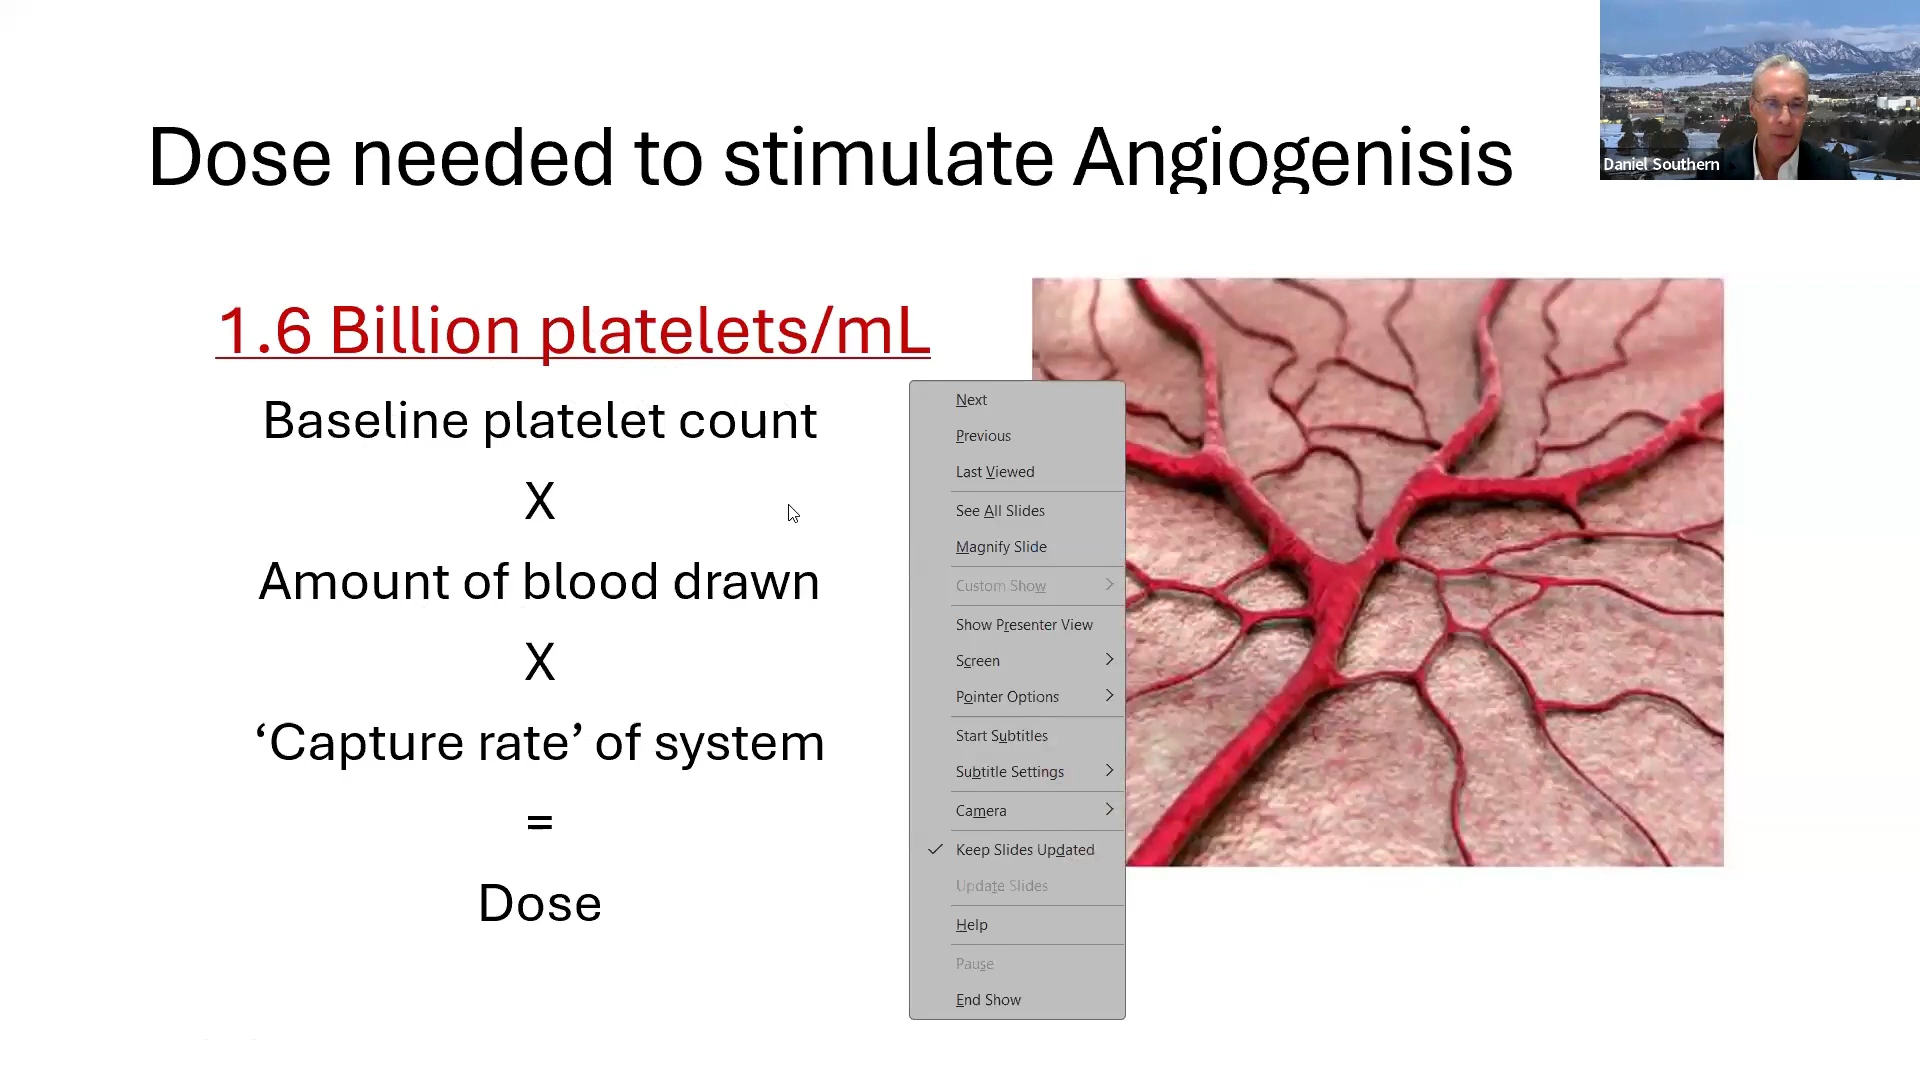 Dose needed to stimulate Angiogenisis
Daniel Southern
1.6 Billion platelets/mL
Baseline platelet count
X
Amount of blood drawn
X
‘Capture rate’ of system
=
Dose
Next
Previous
Last Viewed
See All Slides
Magnify Slide
Custom Show
Show Presenter View
Screen
Pointer Options
Start Subtitles
Subtitle Settings
Camera
Keep Slides Updated
Update Slides
Help
Pause
End Show